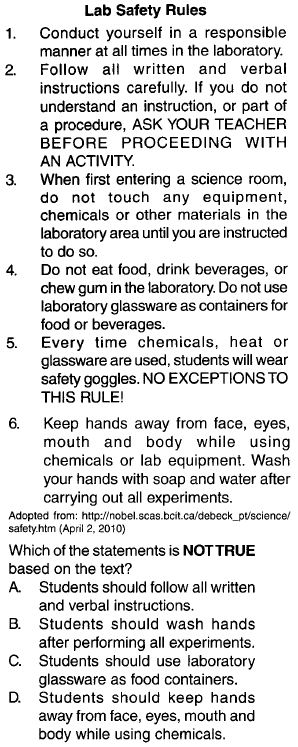 Lab Safety Rules
1. Conduct yourself in a responsible
manner at all times in the laboratory.
2. Follow all written and verbal
instructions carefully. If you do not
understand an instruction, or part of
a procedure, ASK YOUR TEACHER
BEFORE PROCEEDING WITH
AN ACTIVITY.
3. When first entering a science room,
do not touch any equipment,
chemicals or other materials in the
laboratory area until you are instructed
to do so.
4. Do not eat food, drink beverages, or
chew gum in the laboratory. Do not use
laboratory glassware as containers for
food or beverages.
5. Every time chemicals, heat or
glassware are used, students will wear
safety goggles. NO EXCEPTIONS TO
THIS RULE!
6. Keep hands away from face, eyes,
mouth and body while using
chemicals or lab equipment. Wash
your hands with soap and water after
carrying out all experiments.
Adopted from: http://nobel.scas.bcit.ca/debeck_pt/science/
safety.htm (April 2, 2010)
Which of the statements is NOT TRUE
based on the text?
A. Students should follow all written
and verbal instructions.
B. Students should wash hands
after performing all experiments.
C. Students should use laboratory
glassware as food containers.
D. Students should keep hands
away from face, eyes, mouth and
body while using chemicals.